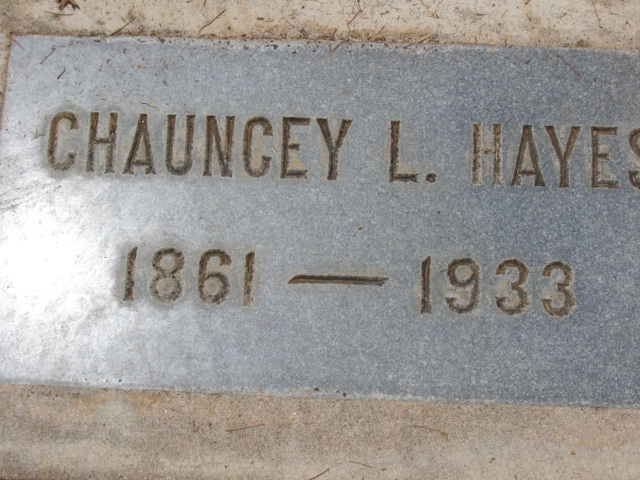 CHAUNCEY L. HAYES
1861 — 1933